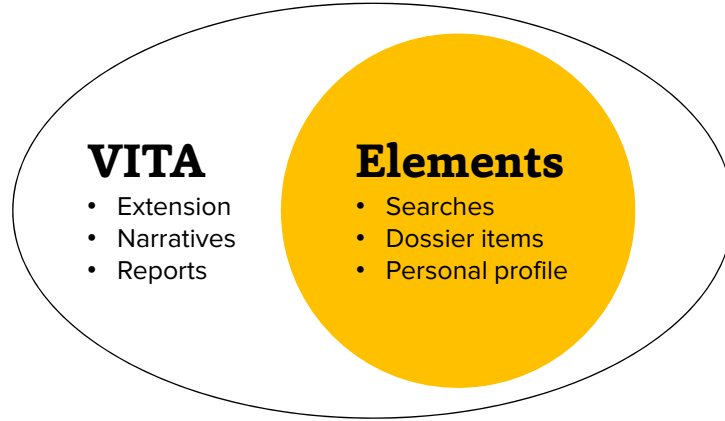 VITA
• Extension
• Narratives
• Reports
Elements
• Searches
• Dossier items
• Personal profile